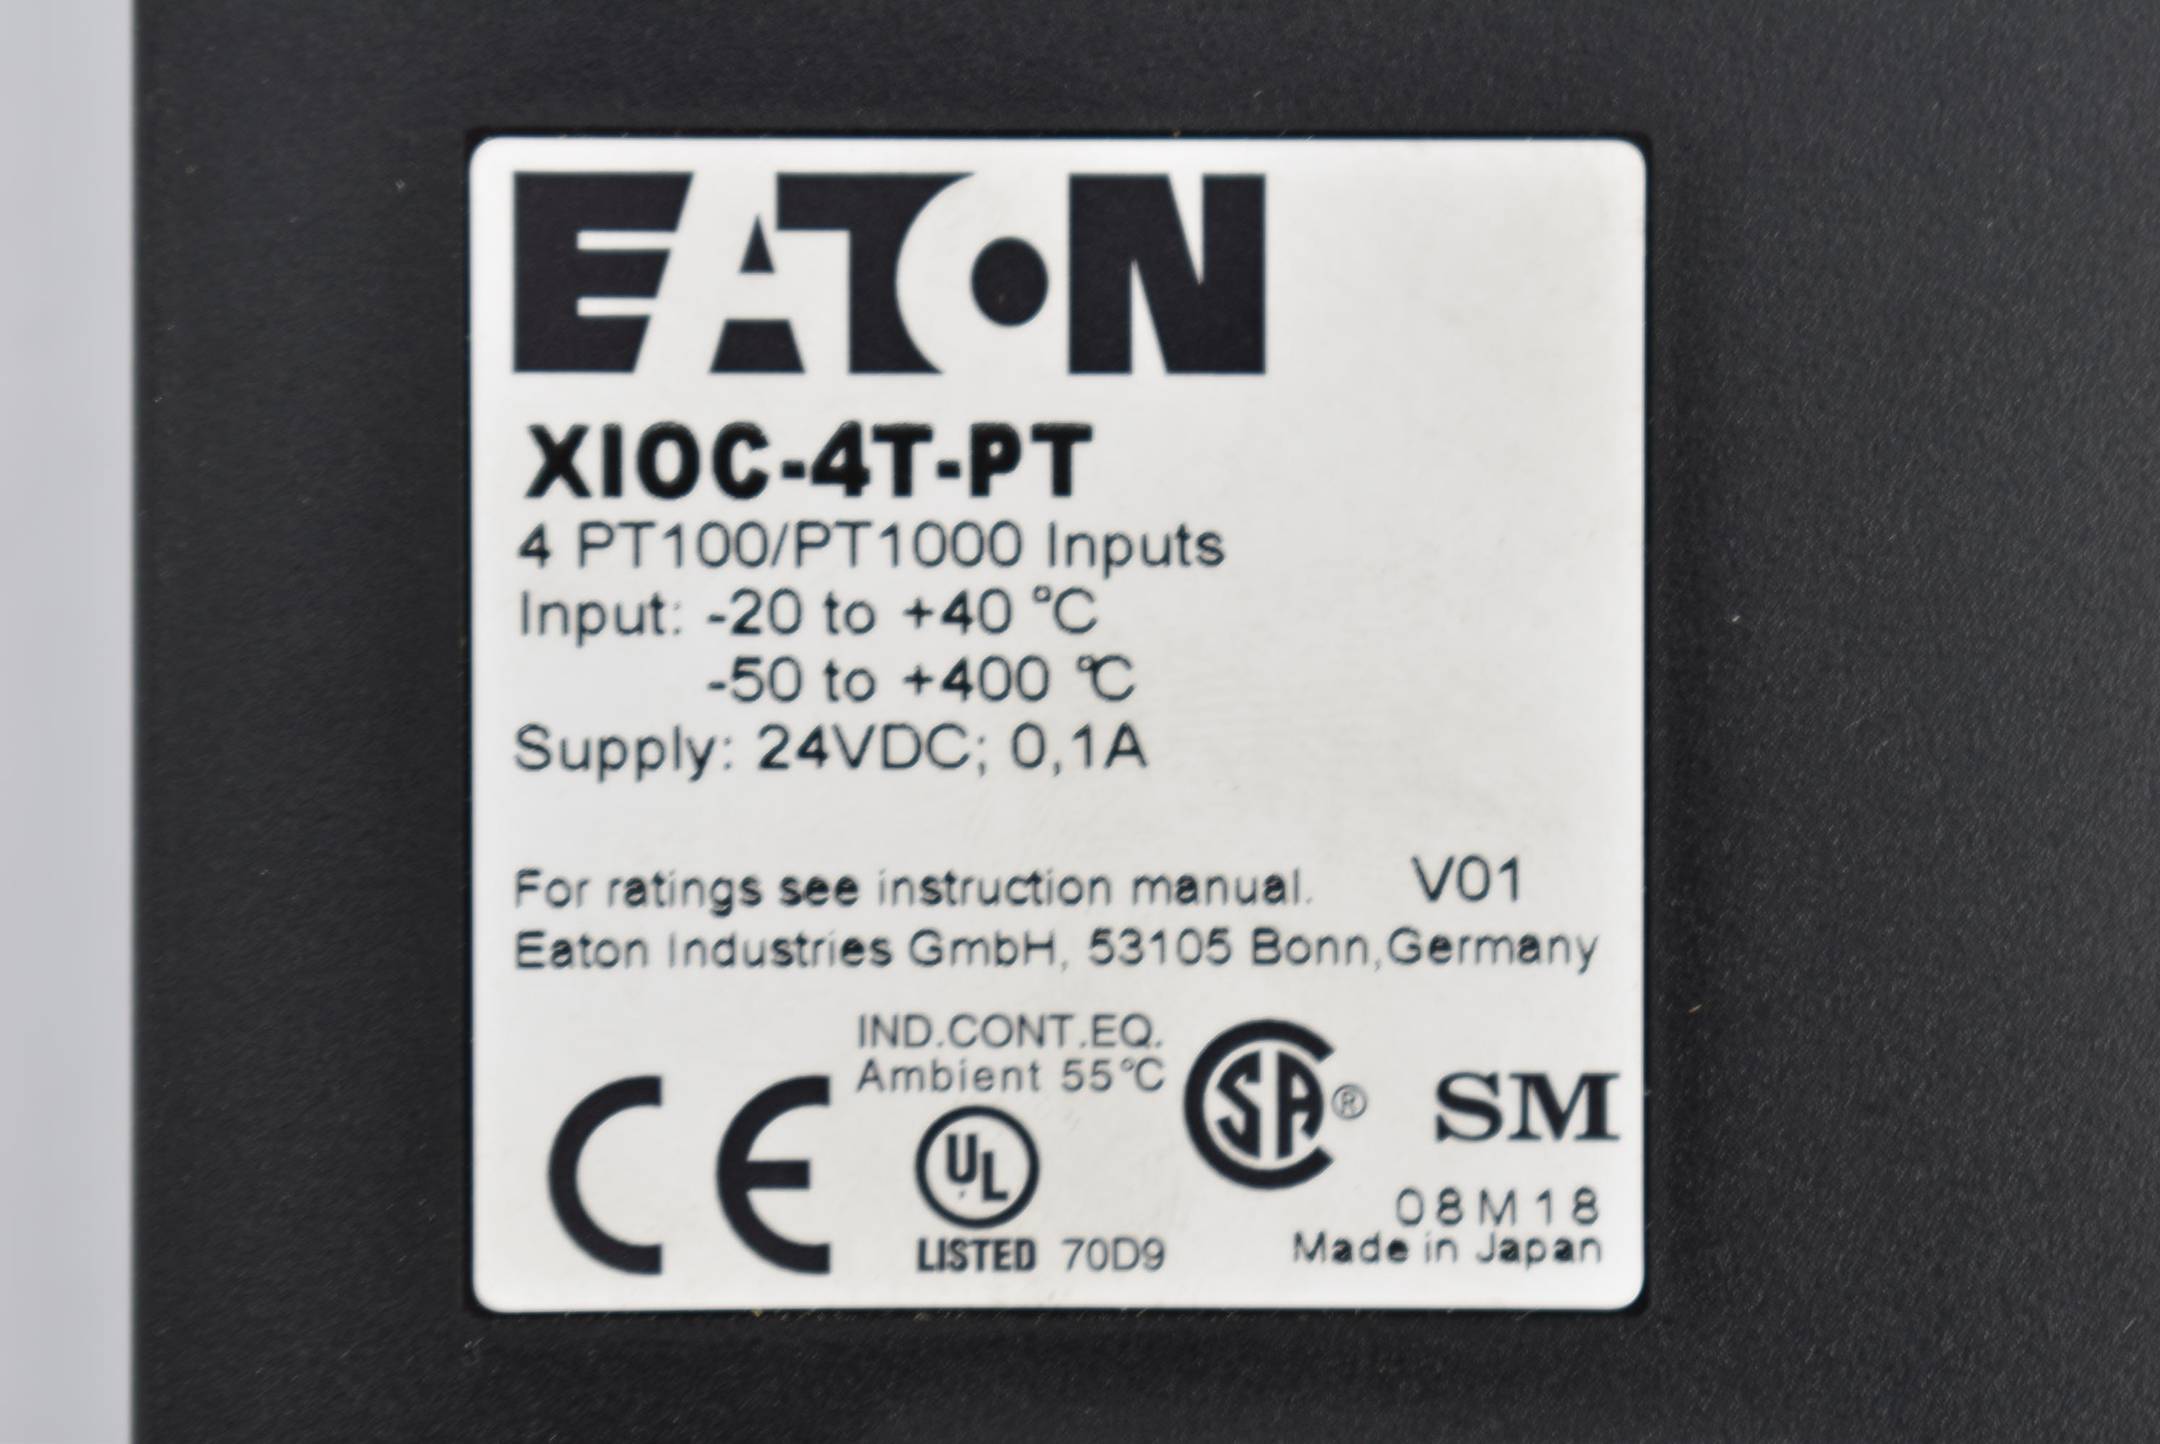 EATON
XIOC-4T-PT
4 PT100/PT1000 Inputs
Input: -20 to +40 °C
-50 to +400 °C
Supply: 24VDC; 0,1A
For ratings see instruction manual. V01
Eaton Industries GmbH, 53105 Bonn,Germany
IND.CONT.EQ.
Ambient 55°C
CE
UL
LISTED 70D9
SA®
SM
08M18
Made in Japan